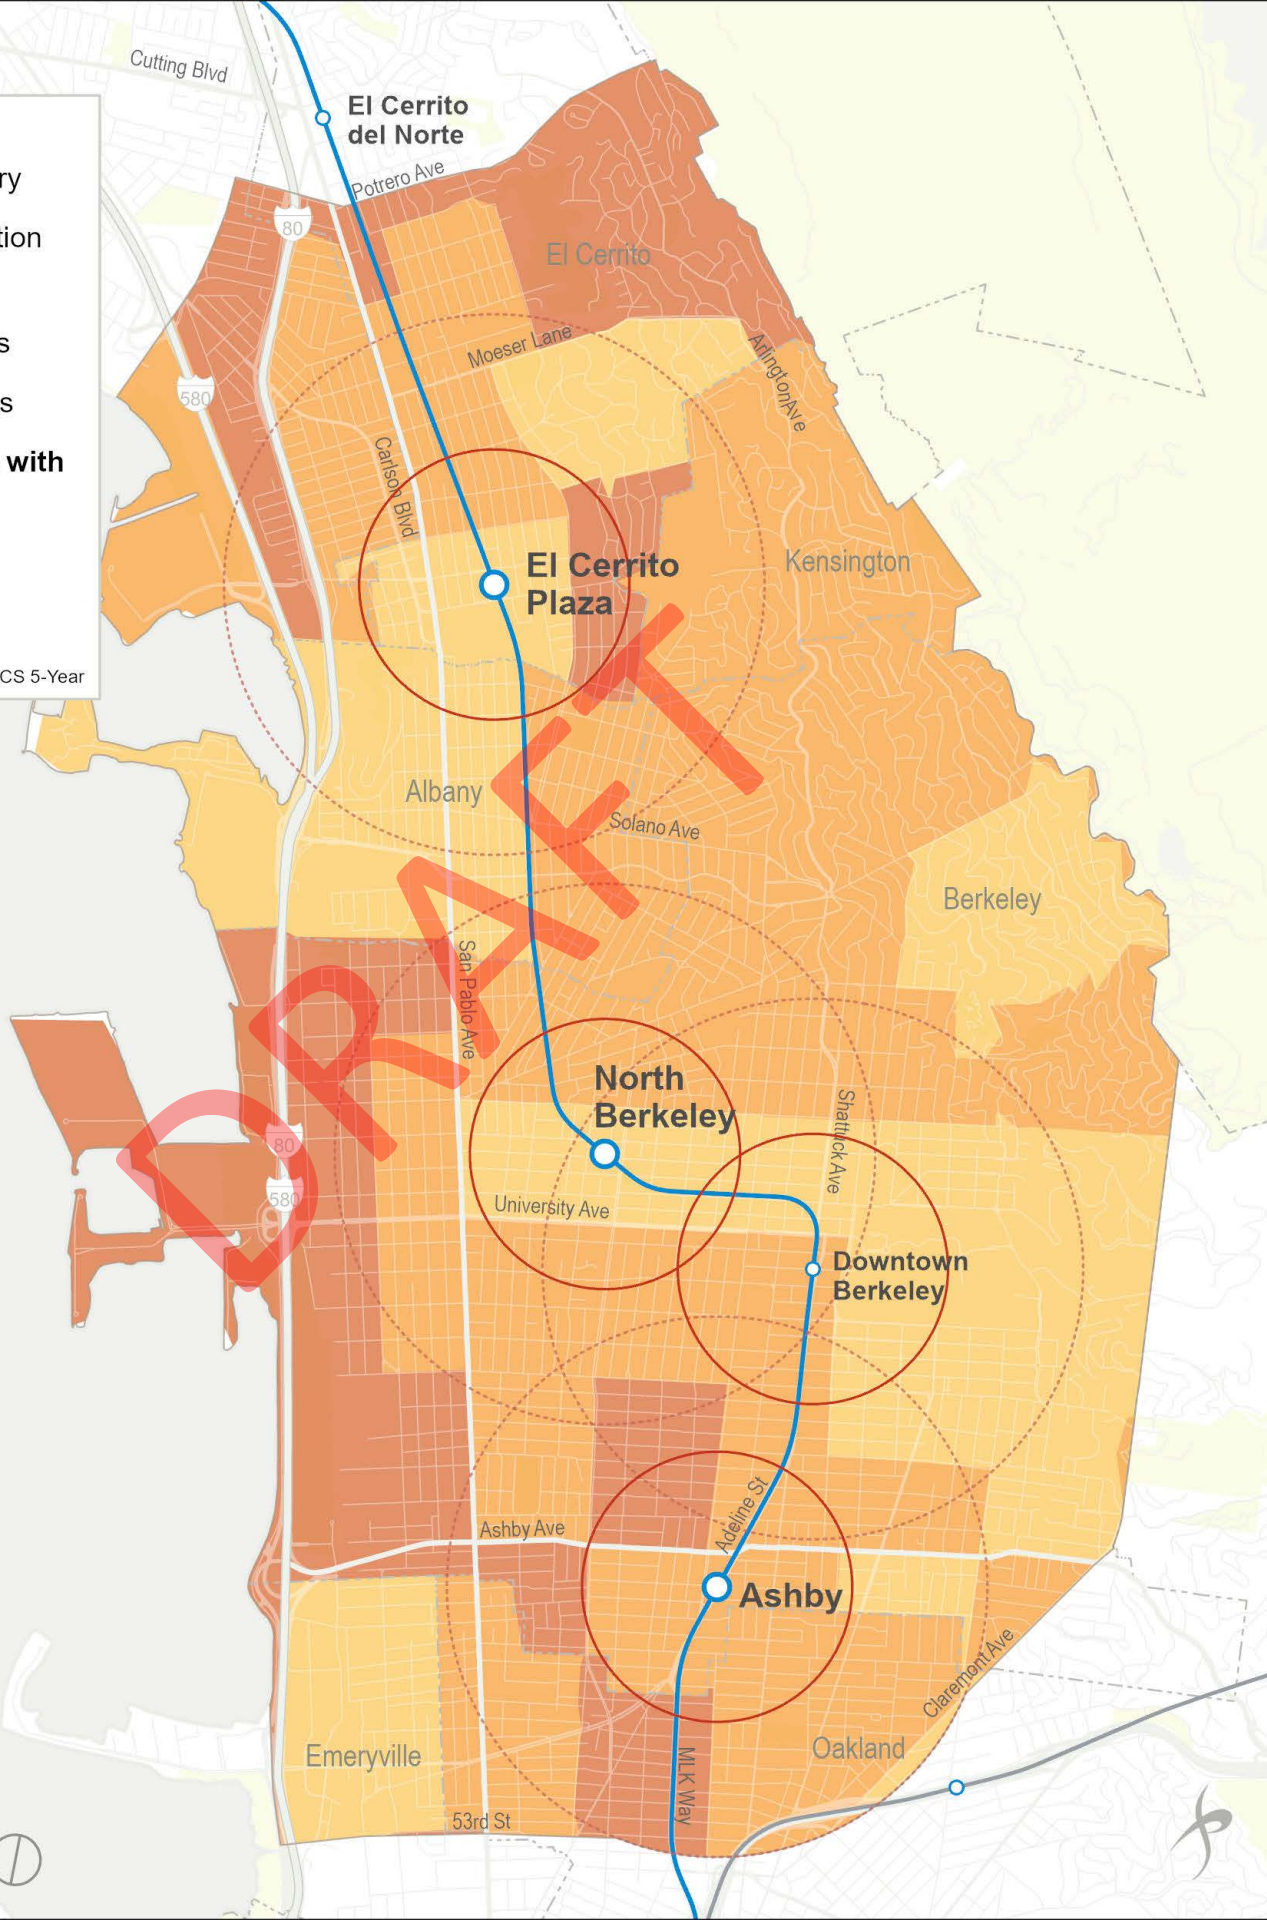 Cutting Blvd
El Cerrito
del Norte
Potrero Ave
ry
80
tion
El Cerrito
s
Moeser Lane
Arlington Ave
580
s
with
Carlson Blvd
El Cerrito
Plaza
Kensington
CS 5-Year
Albany
Solano Ave
DRAFT
Berkeley
San Pablo Ave
North
Berkeley
Shattuck Ave
80
580
University Ave
Downtown
Berkeley
Adeline St
Ashby Ave
Ashby
Claremont Ave
Emeryville
Oakland
MLK Way
53rd St